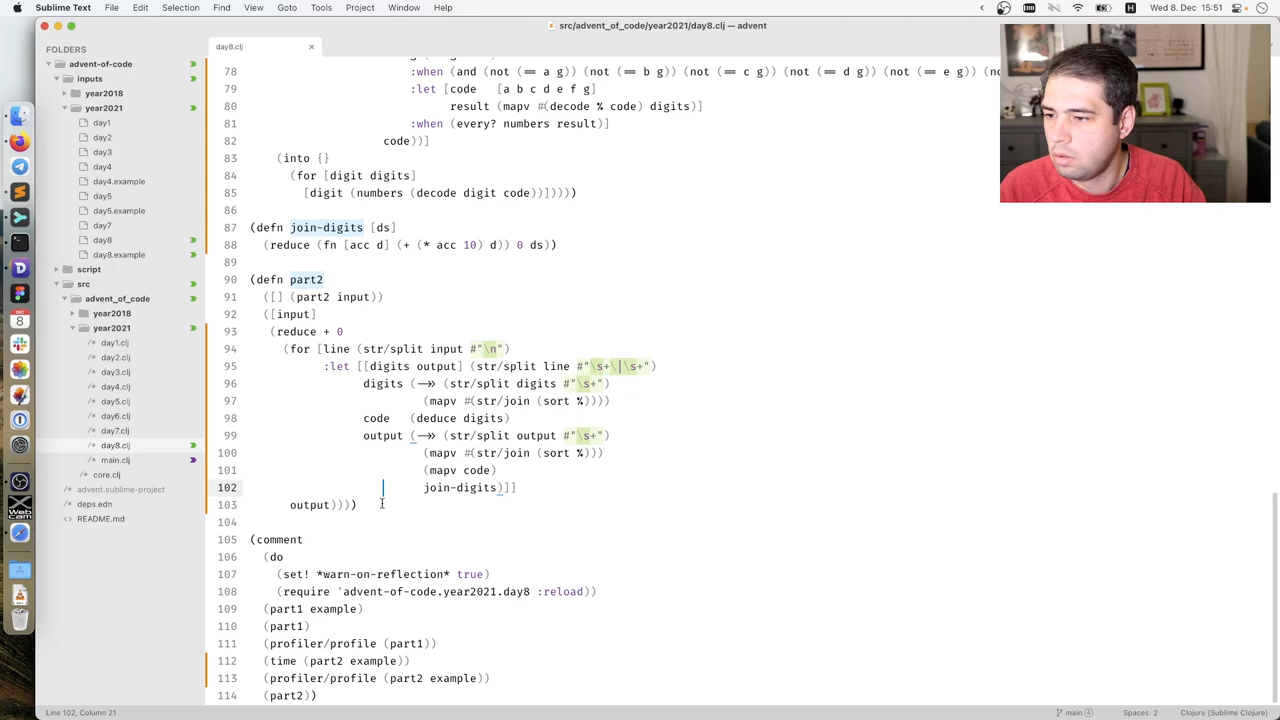 Sublime Text File Edit Selection Find View Goto Tools Project Window Help
Wed 8. Dec 15:51
src/advent_of_code/year2021/day8.clj — advent
FOLDERS
advent-of-code
inputs
year2018
year2021
day1
day2
day3
day4
day4.example
day5
day5.example
day7
day8
day8.example
script
src
advent_of_code
year2018
year2021
day1.clj
day2.clj
day3.clj
day4.clj
day5.clj
day6.clj
day7.clj
day8.clj
main.clj
core.clj
advent.sublime-project
deps.edn
README.md
DEC
8
Webcam
day8.clj
78 :when (and (not (== a g)) (not (== b g)) (not (== c g)) (not (== d g)) (not (== e g)) (no
79 :let [code [a b c d e f g]
80 result (mapv #(decode % code) digits)]
81 :when (every? numbers result)]
82 code))]
83 (into {}
84 (for [digit digits]
85 [digit (numbers (decode digit code))]))))
86
87 (defn join-digits [ds]
88 (reduce (fn [acc d] (+ (* acc 10) d)) 0 ds))
89
90 (defn part2
91 ([] (part2 input))
92 ([input]
93 (reduce + 0
94 (for [line (str/split input #"\n")
95 :let [[digits output] (str/split line #"\s+\|\s+")
96 digits (->> (str/split digits #"\s+")
97 (mapv #(str/join (sort %))))
98 code (deduce digits)
99 output (->> (str/split output #"\s+")
100 (mapv #(str/join (sort %)))
101 (mapv code)
102 join-digits)]]
103 output))))
104
105 (comment
106 (do
107 (set! *warn-on-reflection* true)
108 (require 'advent-of-code.year2021.day8 :reload))
109 (part1 example)
110 (part1)
111 (profiler/profile (part1))
112 (time (part2 example))
113 (profiler/profile (part2 example))
114 (part2))
Line 102, Column 21
main 4
Spaces: 2
Clojure (Sublime Clojure)